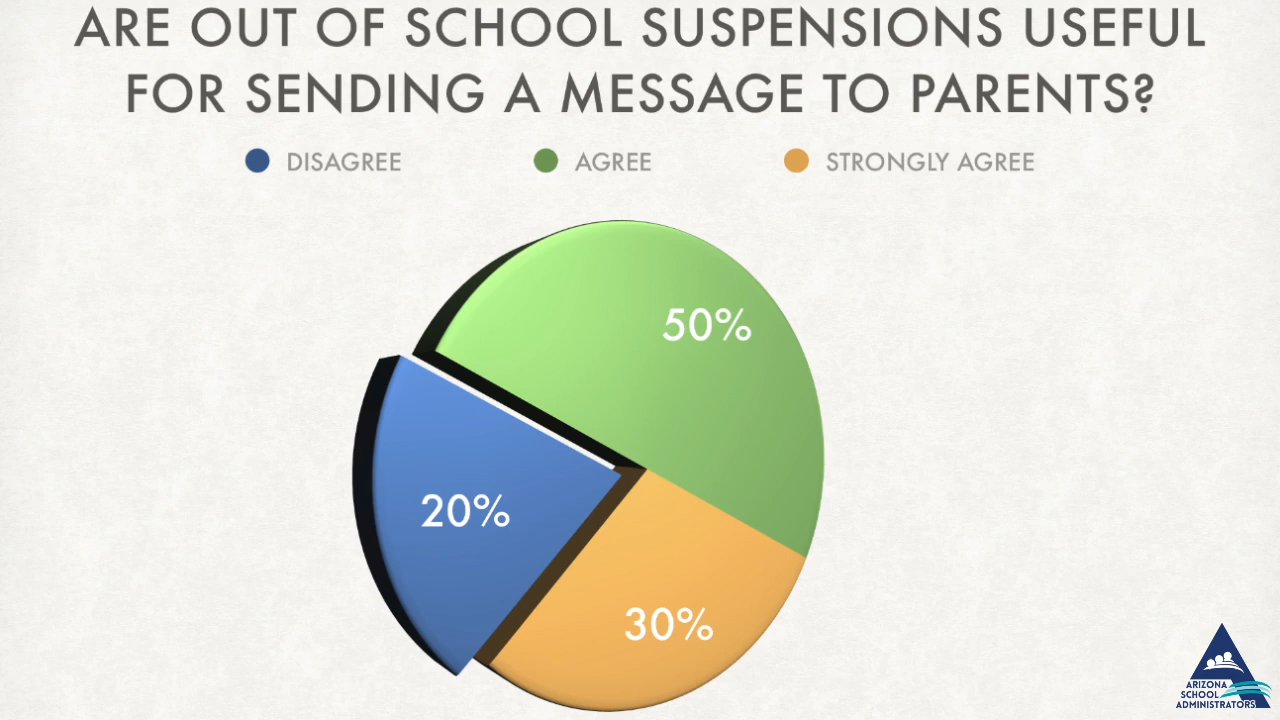 ARE OUT OF SCHOOL SUSPENSIONS USEFUL
FOR SENDING A MESSAGE TO PARENTS?
DISAGREE AGREE STRONGLY AGREE
50%
20%
30%
ARIZONA
SCHOOL
ADMINISTRATORS